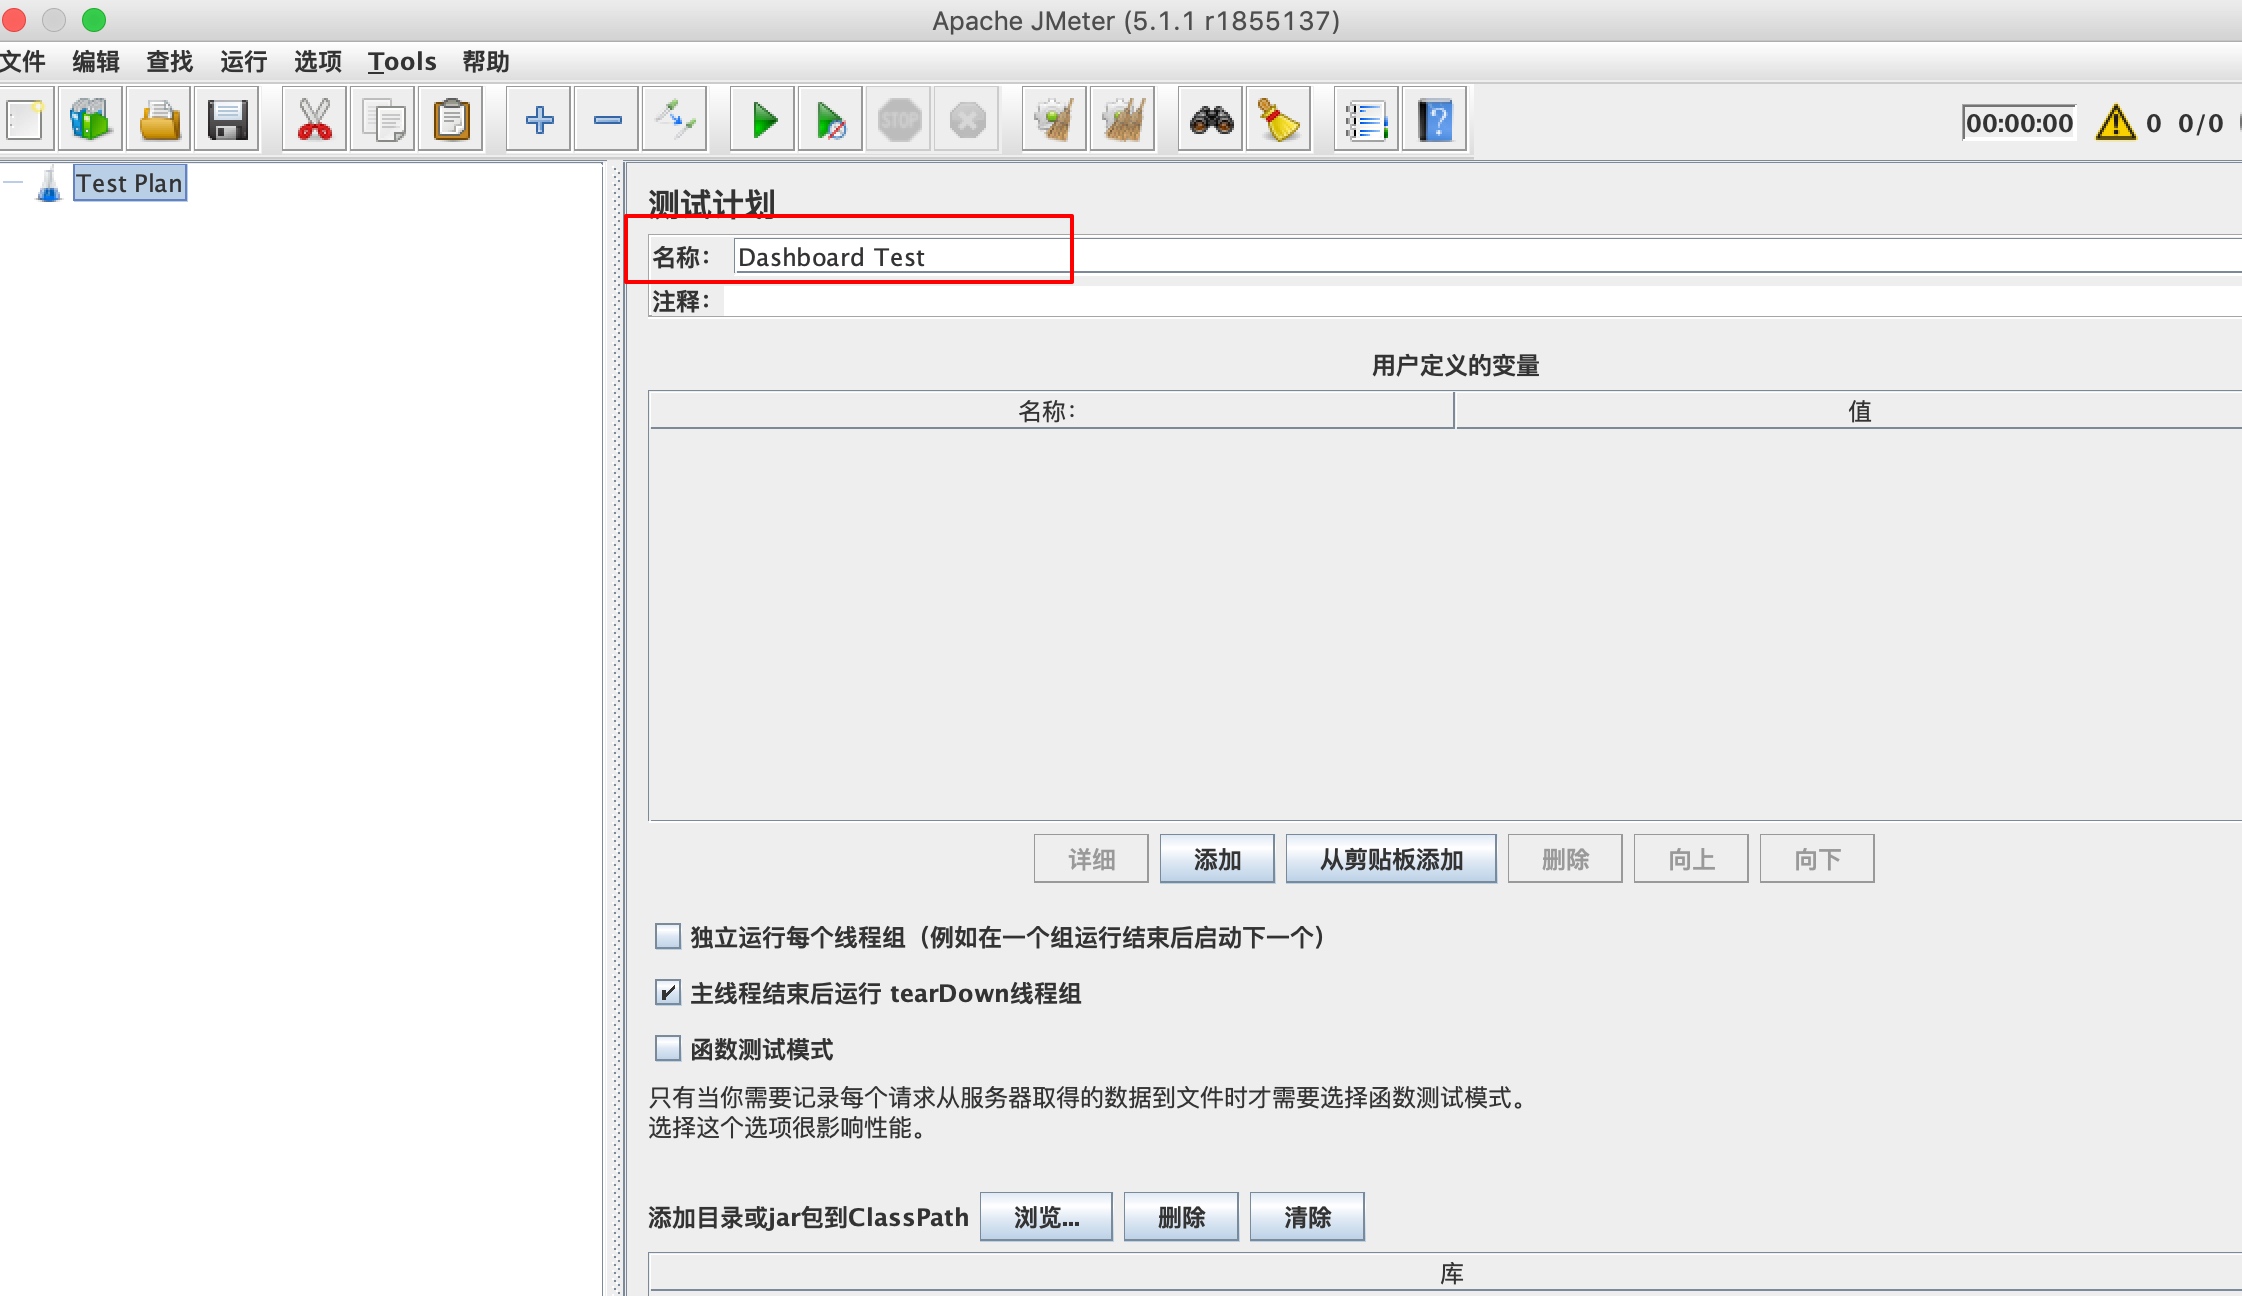 Apache JMeter (5.1.1 r1855137)
文件 编辑 查找 运行 选项 Tools 帮助
STOP
00:00:00 0 0/0
Test Plan
测试计划
名称： Dashboard Test
注释：
用户定义的变量
名称： 值
详细 添加 从剪贴板添加 删除 向上 向下
独立运行每个线程组（例如在一个组运行结束后启动下一个）
主线程结束后运行 tearDown线程组
函数测试模式
只有当你需要记录每个请求从服务器取得的数据到文件时才需要选择函数测试模式。
选择这个选项很影响性能。
添加目录或jar包到ClassPath 浏览... 删除 清除
库